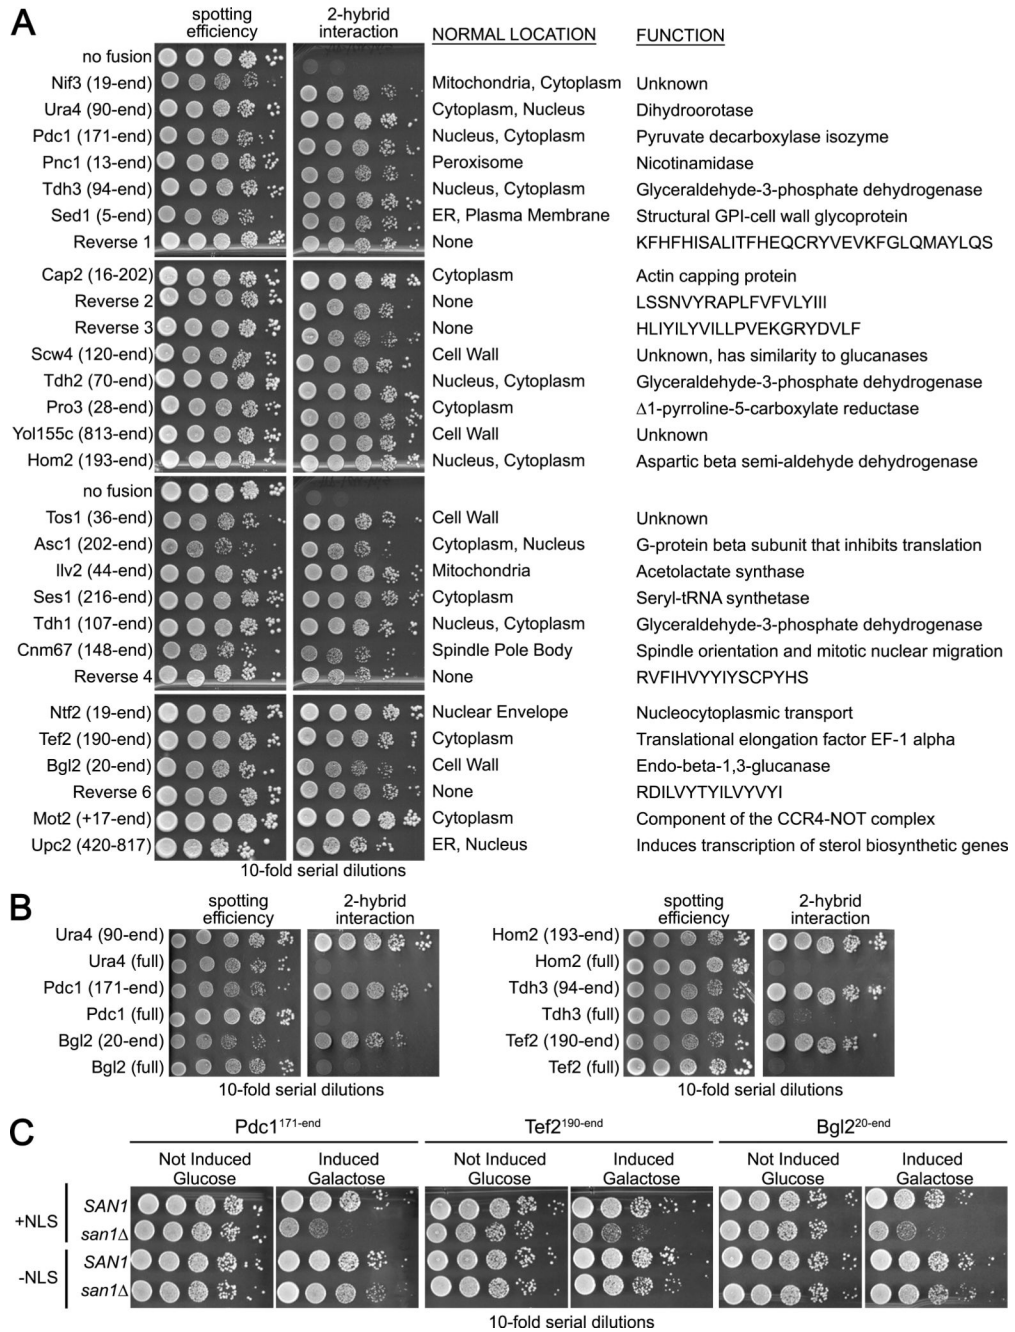 A
spotting efficiency
2-hybrid interaction
NORMAL LOCATION
FUNCTION
no fusion
Nif3 (19-end) Mitochondria, Cytoplasm Unknown
Ura4 (90-end) Cytoplasm, Nucleus Dihydroorotase
Pdc1 (171-end) Nucleus, Cytoplasm Pyruvate decarboxylase isozyme
Pnc1 (13-end) Peroxisome Nicotinamidase
Tdh3 (94-end) Nucleus, Cytoplasm Glyceraldehyde-3-phosphate dehydrogenase
Sed1 (5-end) ER, Plasma Membrane Structural GPI-cell wall glycoprotein
Reverse 1 None KFHFHISALITFHEQCRYVEVKFGLQMAYLQS
Cap2 (16-202) Cytoplasm Actin capping protein
Reverse 2 None LSSNVYRAPLFVFVLYIII
Reverse 3 None HLIYILYVILLPVEKGRYDVLF
Scw4 (120-end) Cell Wall Unknown, has similarity to glucanases
Tdh2 (70-end) Nucleus, Cytoplasm Glyceraldehyde-3-phosphate dehydrogenase
Pro3 (28-end) Cytoplasm Δ1-pyrroline-5-carboxylate reductase
Yol155c (813-end) Cell Wall Unknown
Hom2 (193-end) Nucleus, Cytoplasm Aspartic beta semi-aldehyde dehydrogenase
no fusion
Tos1 (36-end) Cell Wall Unknown
Asc1 (202-end) Cytoplasm, Nucleus G-protein beta subunit that inhibits translation
Ilv2 (44-end) Mitochondria Acetolactate synthase
Ses1 (216-end) Cytoplasm Seryl-tRNA synthetase
Tdh1 (107-end) Nucleus, Cytoplasm Glyceraldehyde-3-phosphate dehydrogenase
Cnm67 (148-end) Spindle Pole Body Spindle orientation and mitotic nuclear migration
Reverse 4 None RVFIHVYYIYSCPYHS
Ntf2 (19-end) Nuclear Envelope Nucleocytoplasmic transport
Tef2 (190-end) Cytoplasm Translational elongation factor EF-1 alpha
Bgl2 (20-end) Cell Wall Endo-beta-1,3-glucanase
Reverse 6 None RDILVYTYILVYVYI
Mot2 (+17-end) Cytoplasm Component of the CCR4-NOT complex
Upc2 (420-817) ER, Nucleus Induces transcription of sterol biosynthetic genes
10-fold serial dilutions
B
spotting efficiency
2-hybrid interaction
Ura4 (90-end)
Ura4 (full)
Pdc1 (171-end)
Pdc1 (full)
Bgl2 (20-end)
Bgl2 (full)
10-fold serial dilutions
spotting efficiency
2-hybrid interaction
Hom2 (193-end)
Hom2 (full)
Tdh3 (94-end)
Tdh3 (full)
Tef2 (190-end)
Tef2 (full)
10-fold serial dilutions
C
Pdc1171-end Tef2190-end Bgl220-end
Not Induced Induced Not Induced Induced Not Induced Induced
Glucose Galactose Glucose Galactose Glucose Galactose
+NLS
SAN1
san1Δ
-NLS
SAN1
san1Δ
10-fold serial dilutions